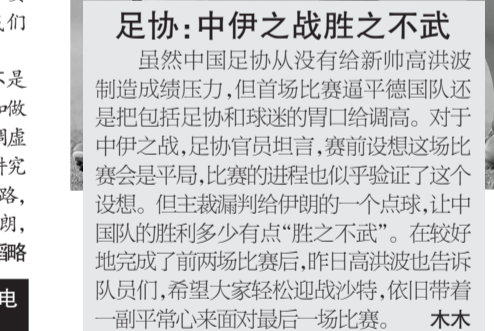 们
足协:中伊之战胜之不武
虽然中国足协从没有给新帅高洪波
制造成绩压力,但首场比赛逼平德国队还
是把包括足协和球迷的胃口给调高。对于
中伊之战,足协官员坦言,赛前设想这场比
赛会是平局,比赛的进程也似乎验证了这个
设想。但主裁漏判给伊朗的一个点球,让中
国队的胜利多少有点“胜之不武”。在较好
地完成了前两场比赛后,昨日高洪波也告诉
队员们,希望大家轻松迎战沙特,依旧带着
一副平常心来面对最后一场比赛。 木木
是
做
虚
究
路,
朗,
略
电